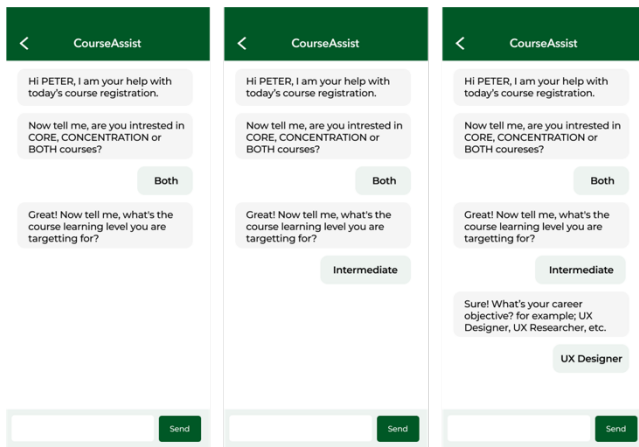 CourseAssist
Hi PETER, I am your help with
today's course registration.
Now tell me, are you intrested in
CORE, CONCENTRATION or
BOTH courses?
Both
Great! Now tell me, what's the
course learning level you are
targetting for?
Send
CourseAssist
Hi PETER, I am your help with
today's course registration.
Now tell me, are you intrested in
CORE, CONCENTRATION or
BOTH courses?
Both
Great! Now tell me, what's the
course learning level you are
targetting for?
Intermediate
Send
CourseAssist
Hi PETER, I am your help with
today's course registration.
Now tell me, are you intrested in
CORE, CONCENTRATION or
BOTH coureses?
Both
Great! Now tell me, what's the
course learning level you are
targetting for?
Intermediate
Sure! What's your career
objective? for example; UX
Designer, UX Researcher, etc.
UX Designer
Send